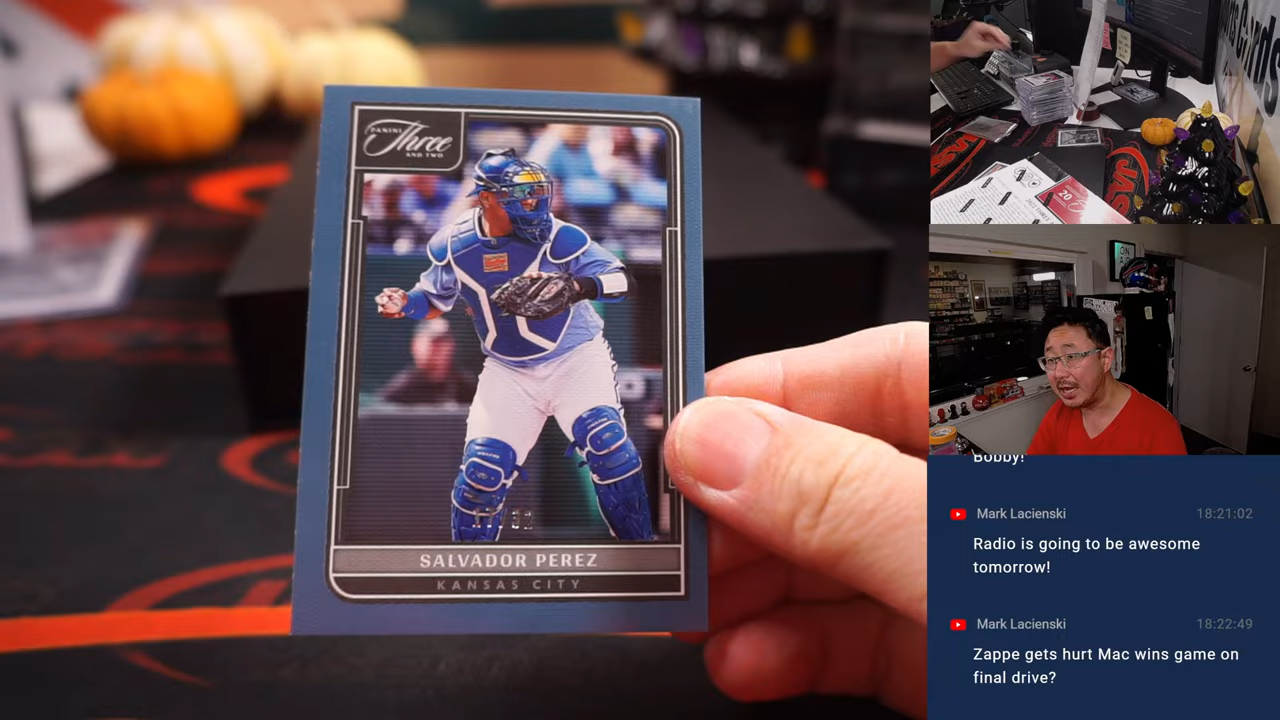 PANINI
Three
AND TWO
SALVADOR PEREZ
KANSAS CITY
20
Bobby!
Mark Lacienski
18:21:02
Radio is going to be awesome
tomorrow!
Mark Lacienski
18:22:49
Zappe gets hurt Mac wins game on
final drive?